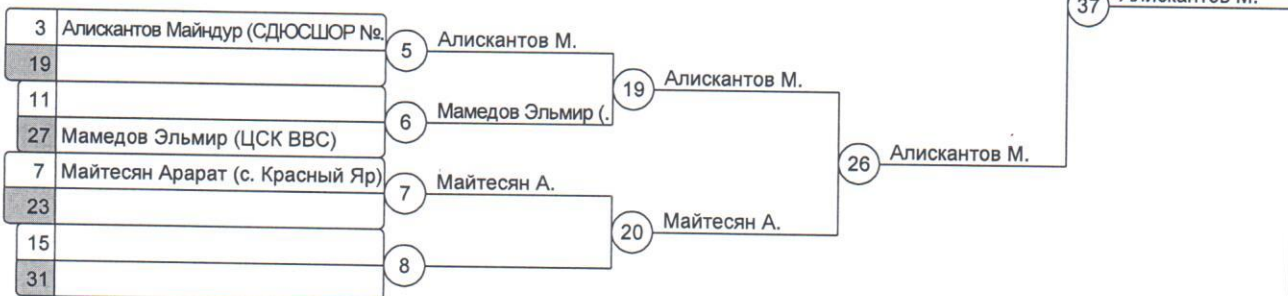 37 Алискантов М.
3 Алискантов Майндур (СДЮСШОР №.
5 Алискантов М.
19
19 Алискантов М.
11
6 Мамедов Эльмир (.
27 Мамедов Эльмир (ЦСК ВВС)
26 Алискантов М.
7 Майтесян Арарат (с. Красный Яр)
7 Майтесян А.
23
20 Майтесян А.
15
8
31